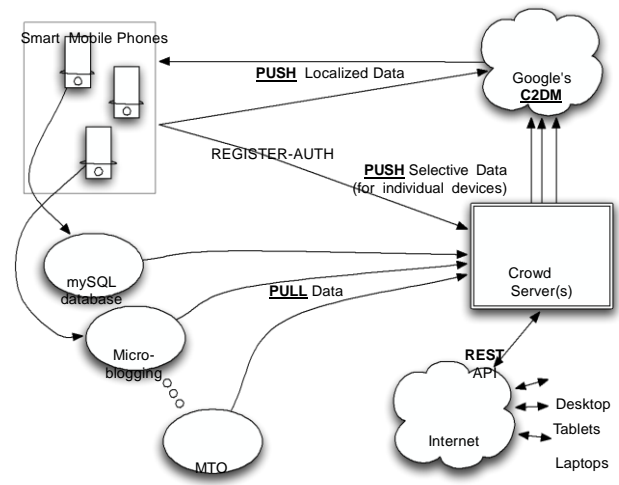 Smart Mobile Phones
PUSH Localized Data
Google's
C2DM
REGISTER-AUTH
PUSH Selective Data
(for individual devices)
mySQL
database
PULL Data
Crowd
Server(s)
Micro-
blogging
REST
API
MTO
Internet
Desktop
Tablets
Laptops